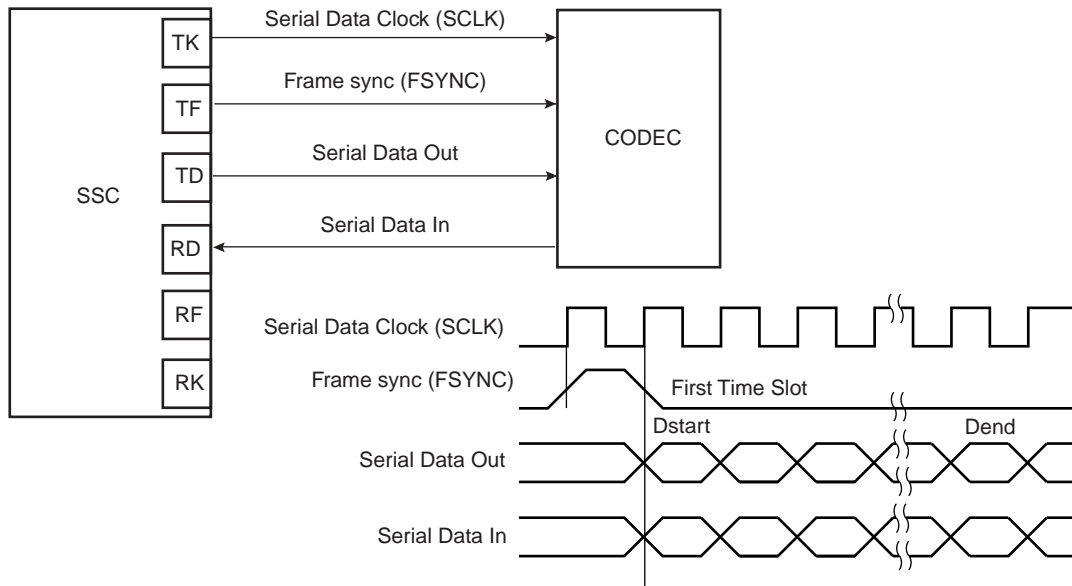 SSC
TK
TF
TD
RD
RF
RK
Serial Data Clock (SCLK)
Frame sync (FSYNC)
Serial Data Out
Serial Data In
CODEC
Serial Data Clock (SCLK)
Frame sync (FSYNC)
First Time Slot
Dstart
Dend
Serial Data Out
Serial Data In